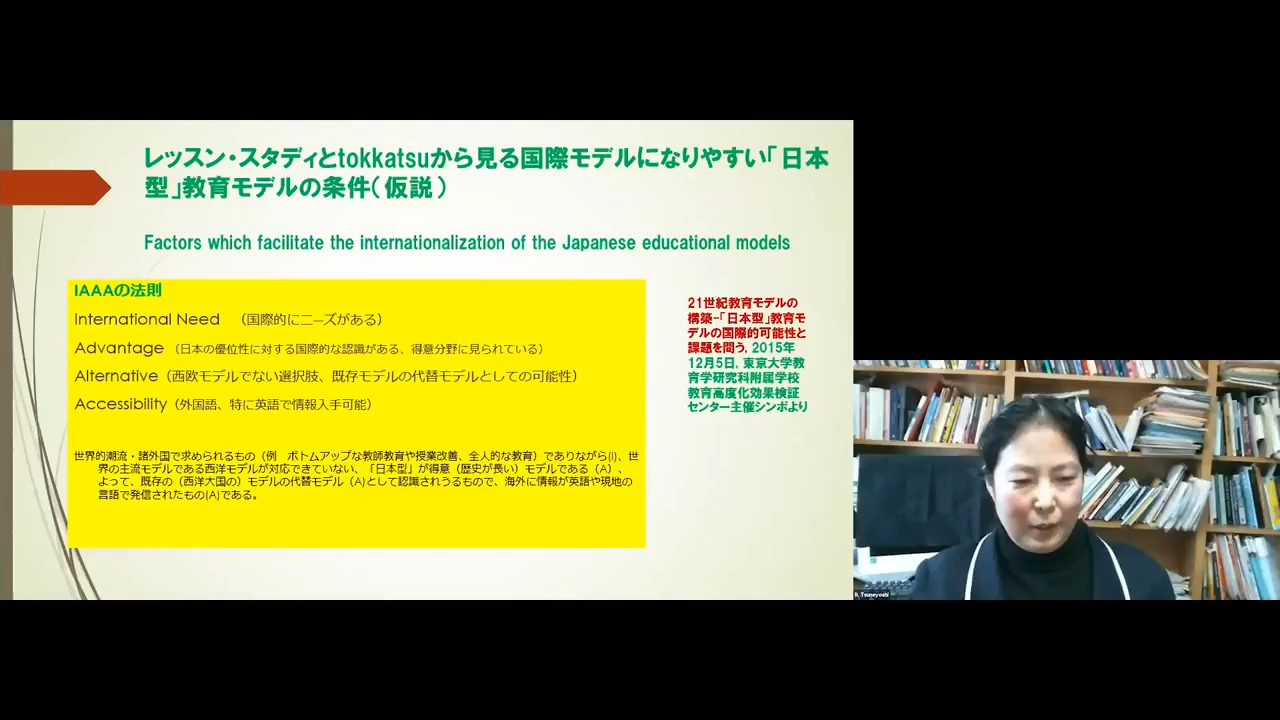 レッスン・スタディとtokkatsuから見る国際モデルになりやすい「日本
型」教育モデルの条件（仮説）
Factors which facilitate the internationalization of the Japanese educational models
IAAAの法則
International Need （国際的にニーズがある）
Advantage （日本の優位性に対する国際的な認識がある、得意分野に見られている）
Alternative（西欧モデルでない選択肢、既存モデルの代替モデルとしての可能性）
Accessibility（外国語、特に英語で情報入手可能）
世界的潮流・諸外国で求められるもの（例 ボトムアップな教師教育や授業改善、全人的な教育）でありながら(I)、世
界の主流モデルである西洋モデルが対応できていない、「日本型」が得意（歴史が長い）モデルである（A）、
よって、既存の（西洋大国の）モデルの代替モデル（A)として認識されうるもので、海外に情報が英語や現地の
言語で発信されたもの(A)である。
21世紀教育モデルの
構築-「日本型」教育モ
デルの国際的可能性と
課題を問う, 2015年
12月5日, 東京大学教
育学研究科附属学校
教育高度化効果検証
センター主催シンポより
R. Tsuneyoshi